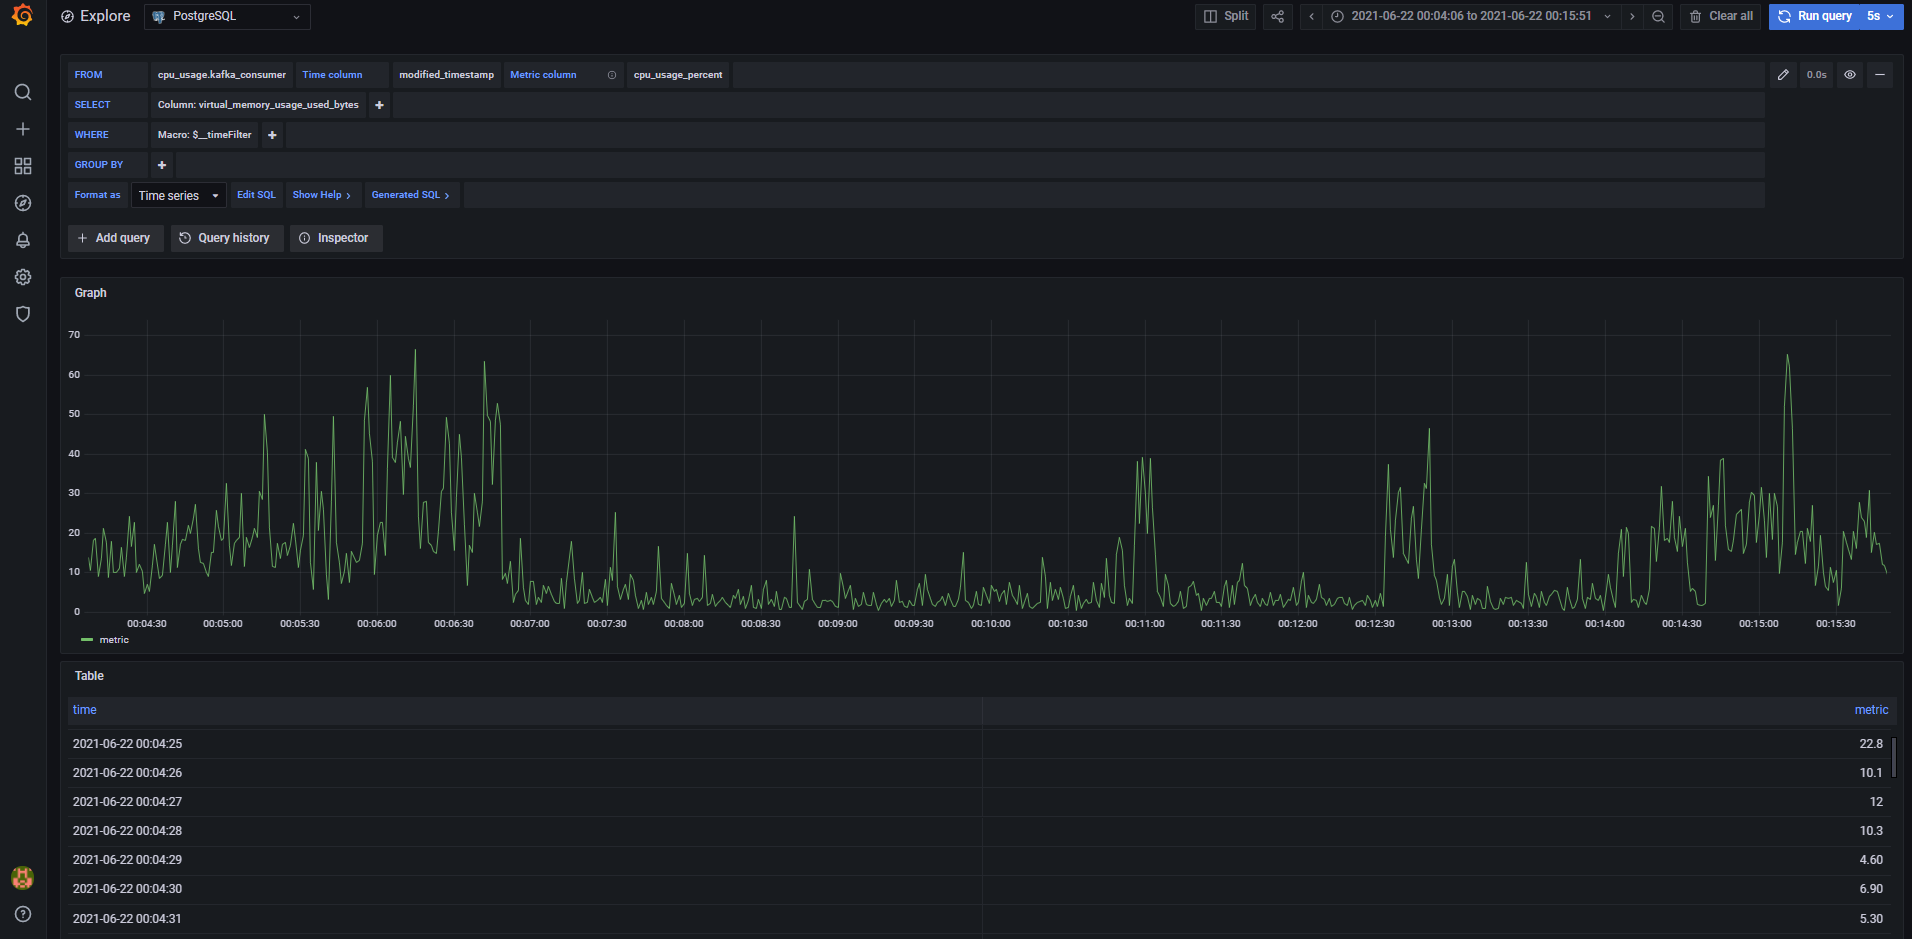 Explore PostgreSQL Split 2021-06-22 00:04:06 to 2021-06-22 00:15:51 Clear all Run query 5s
FROM cpu_usage.kafka_consumer Time column modified_timestamp Metric column cpu_usage_percent 0.0s
SELECT Column: virtual_memory_usage_used_bytes
WHERE Macro: $__timeFilter
GROUP BY
Format as Time series Edit SQL Show Help Generated SQL
Add query Query history Inspector
Graph
70
60
50
40
30
20
10
0
00:04:30 00:05:00 00:05:30 00:06:00 00:06:30 00:07:00 00:07:30 00:08:00 00:08:30 00:09:00 00:09:30 00:10:00 00:10:30 00:11:00 00:11:30 00:12:00 00:12:30 00:13:00 00:13:30 00:14:00 00:14:30 00:15:00 00:15:30
metric
Table
time metric
2021-06-22 00:04:25 22.8
2021-06-22 00:04:26 10.1
2021-06-22 00:04:27 12
2021-06-22 00:04:28 10.3
2021-06-22 00:04:29 4.60
2021-06-22 00:04:30 6.90
2021-06-22 00:04:31 5.30